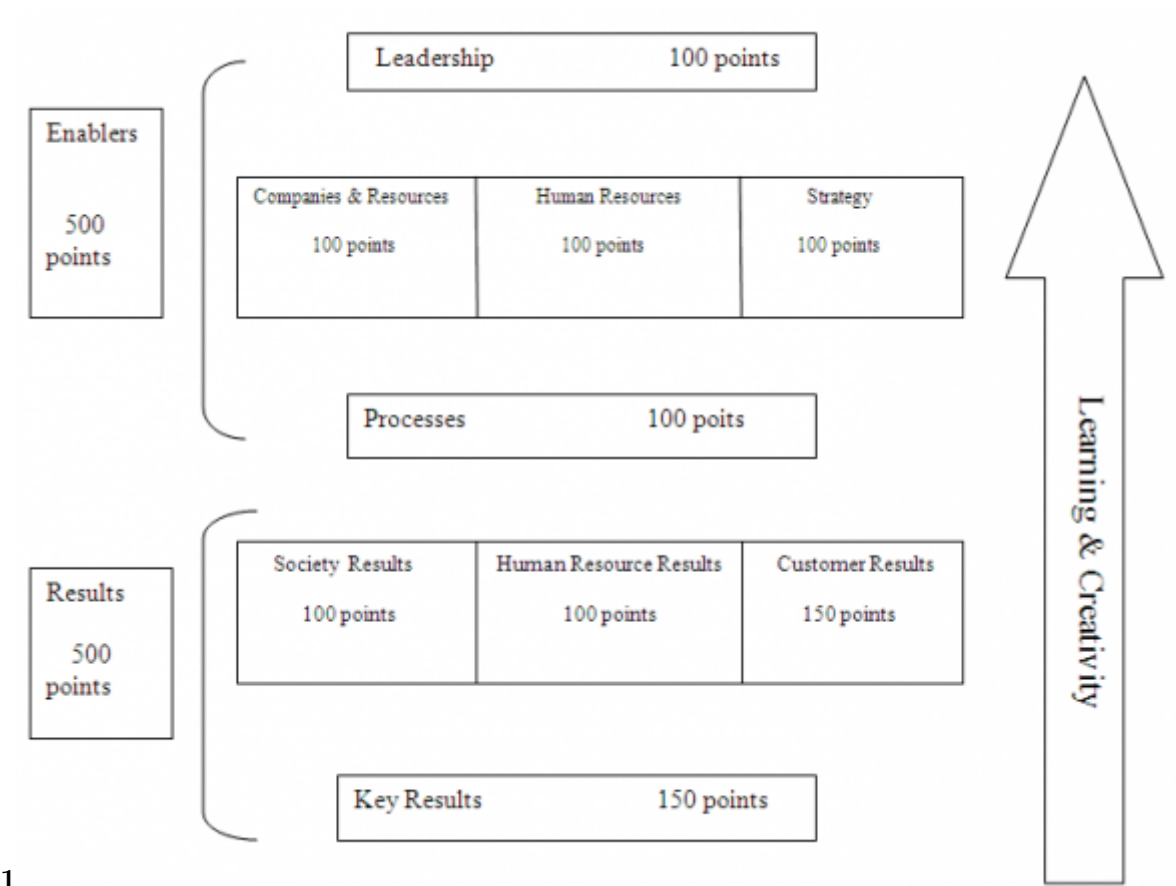 Leadership 100 points
Enablers
500
points
Companies & Resources
100 points
Human Resources
100 points
Strategy
100 points
Processes 100 poits
Learning & Creativity
Results
500
points
Society Results
100 points
Human Resource Results
100 points
Customer Results
150 points
Key Results 150 points
1